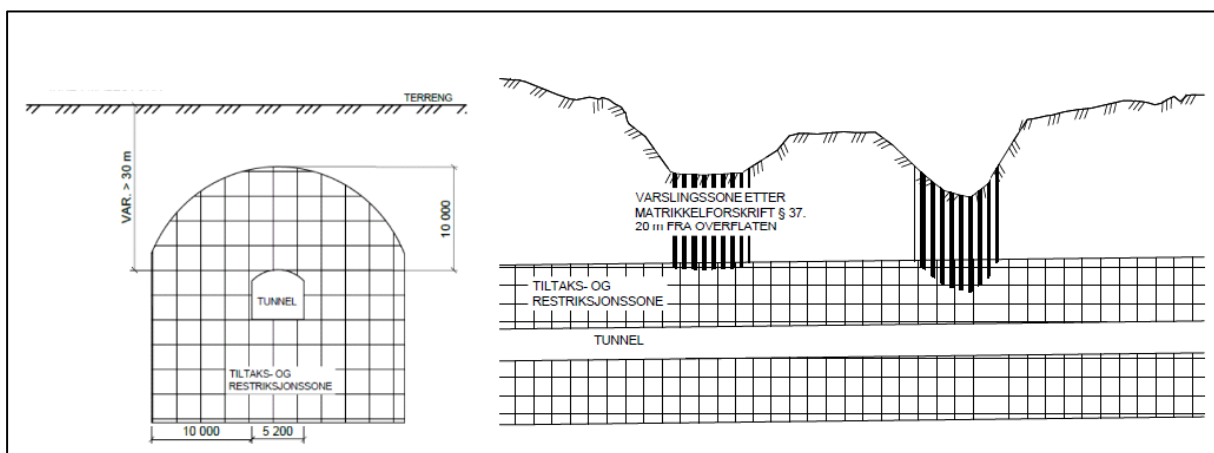 TERRENG
VAR. > 30 m
10 000
TUNNEL
TILTAKS- OG
RESTRIKSJONSSONE
10 000
5 200
VARSLINGSSONE ETTER
MATRIKKELFORSKRIFT § 37.
20 m FRA OVERFLATEN
TILTAKS- OG
RESTRIKSJONSSONE
TUNNEL